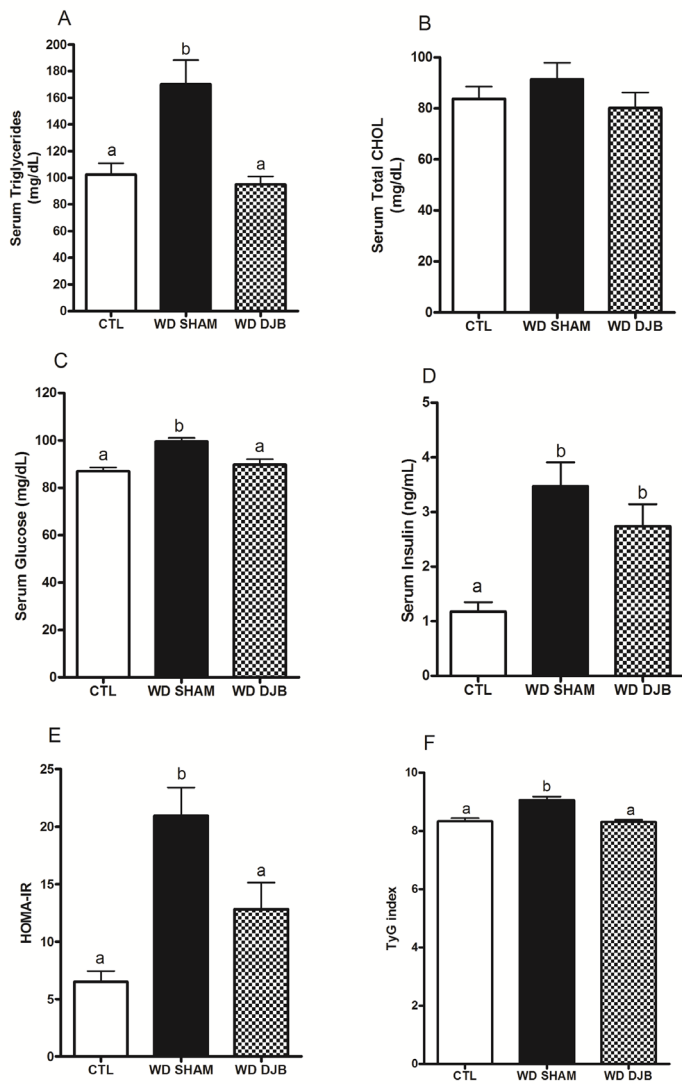 A
Serum Triglycerides
(mg/dL)
200
180
160
140
120
100
80
60
40
20
0
a
b
a
CTL
WD SHAM
WD DJB
B
Serum Total CHOL
(mg/dL)
100
80
60
40
20
0
CTL
WD SHAM
WD DJB
C
Serum Glucose (mg/dL)
120
100
80
60
40
20
0
a
b
a
CTL
WD SHAM
WD DJB
D
Serum Insulin (ng/mL)
5
4
3
2
1
0
a
b
b
CTL
WD SHAM
WD DJB
E
HOMA-IR
25
20
15
10
5
0
a
b
a
CTL
WD SHAM
WD DJB
F
TyG index
10
8
6
4
2
0
a
b
a
CTL
WD SHAM
WD DJB